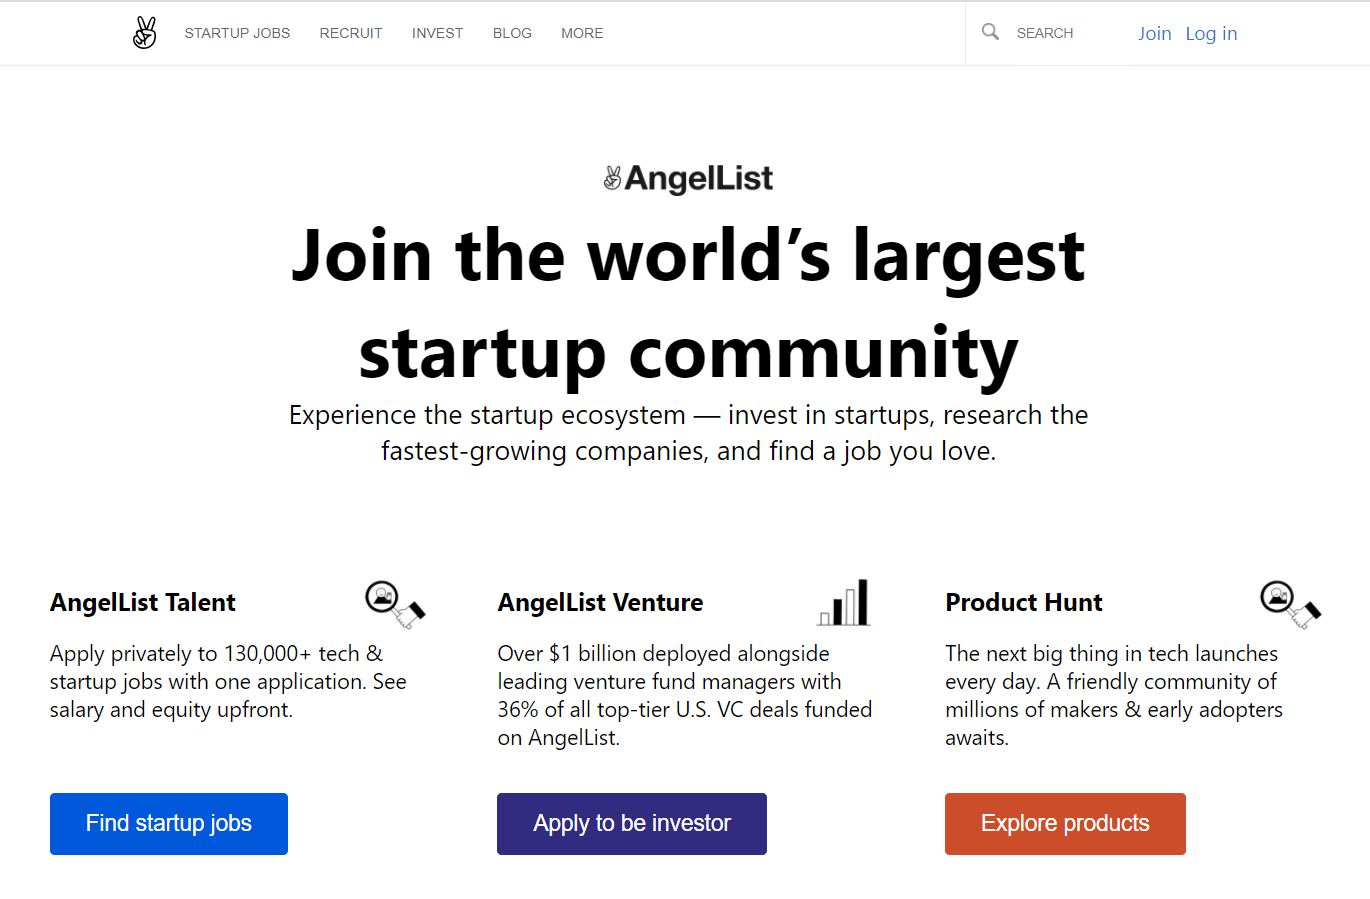 STARTUP JOBS RECRUIT INVEST BLOG MORE SEARCH Join Log in
AngelList
Join the world’s largest
startup community
Experience the startup ecosystem — invest in startups, research the
fastest-growing companies, and find a job you love.
AngelList Talent
Apply privately to 130,000+ tech &
startup jobs with one application. See
salary and equity upfront.
Find startup jobs
AngelList Venture
Over $1 billion deployed alongside
leading venture fund managers with
36% of all top-tier U.S. VC deals funded
on AngelList.
Apply to be investor
Product Hunt
The next big thing in tech launches
every day. A friendly community of
millions of makers & early adopters
awaits.
Explore products